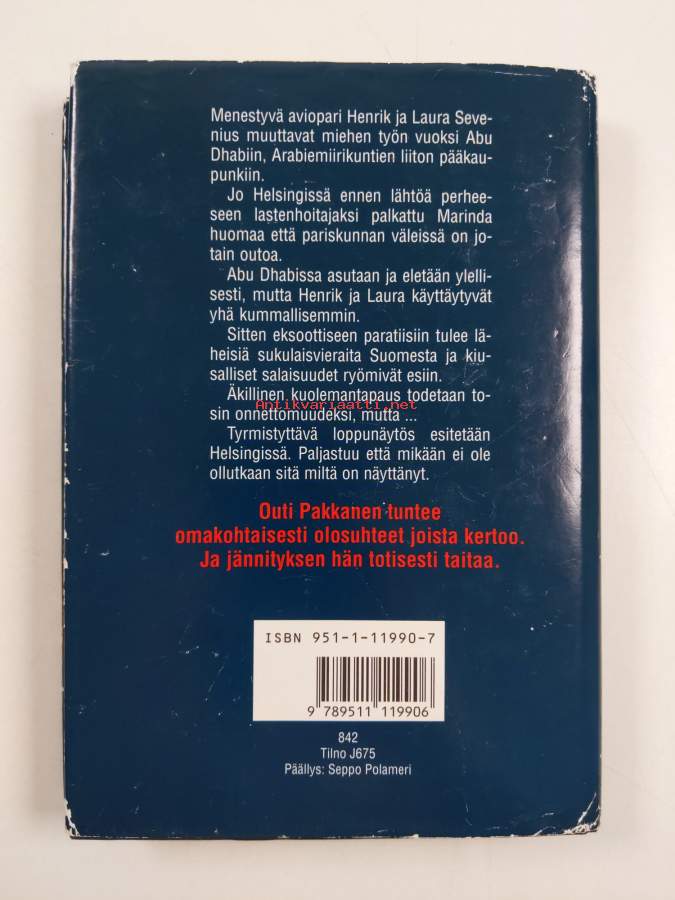 Menestyvä aviopari Henrik ja Laura Seve-
nius muuttavat miehen työn vuoksi Abu
Dhabiin, Arabiemiirikuntien liiton pääkau-
punkiin.
Jo Helsingissä ennen lähtöä perhee-
seen lastenhoitajaksi palkattu Marinda
huomaa että pariskunnan väleissä on jo-
tain outoa.
Abu Dhabissa asutaan ja eletään ylelli-
sesti, mutta Henrik ja Laura käyttäytyvät
yhä kummallisemmin.
Sitten eksoottiseen paratiisiin tulee lä-
heisiä sukulaisvieraita Suomesta ja kiu-
salliset salaisuudet ryömivät esiin.
Äkillinen kuolemantapaus todetaan to-
Antikvariaatti.net
sin onnettomuudeksi, mutta ...
Tyrmistyttävä loppunäytös esitetään
Helsingissä. Paljastuu että mikään ei ole
ollutkaan sitä miltä on näyttänyt.
Outi Pakkanen tuntee
omakohtaisesti olosuhteet joista kertoo.
Ja jännityksen hän totisesti taitaa.
ISBN 951-1-11990-7
9 789511 119906
842
Tilno J675
Päällys: Seppo Polameri